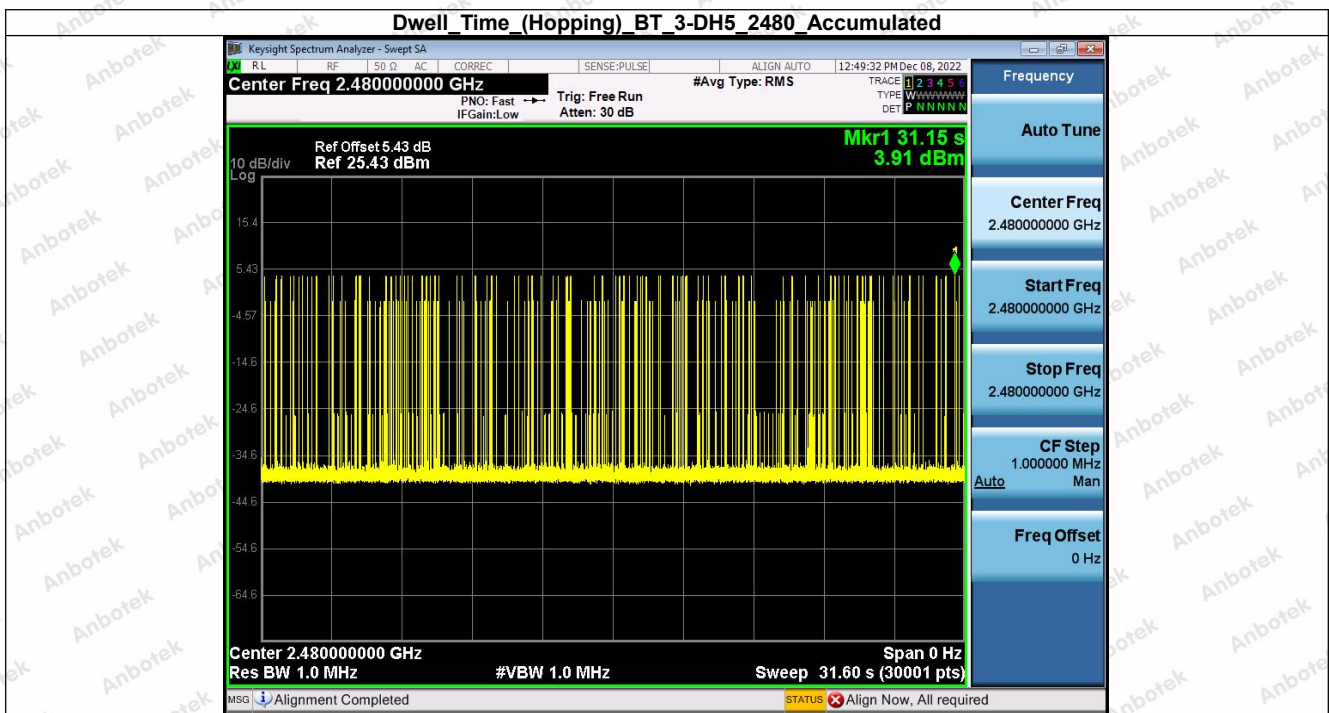 Dwell_Time_(Hopping)_BT_3-DH5_2480_Accumulated
Keysight Spectrum Analyzer - Swept SA
LXI RL RF 50 Ω AC CORREC SENSE:PULSE ALIGN AUTO 12:49:32 PM Dec 08, 2022
Center Freq 2.480000000 GHz
PNO: Fast
IFGain:Low
Trig: Free Run
Atten: 30 dB
#Avg Type: RMS
TRACE 1 2 3 4 5 6
TYPE WWWWWW
DET P N N N N N
Mkr1 31.15 s
3.91 dBm
Ref Offset 5.43 dB
10 dB/div Ref 25.43 dBm
Log
15.4
5.43
-4.57
-14.6
-24.6
-34.6
-44.6
-54.6
-64.6
1
Center 2.480000000 GHz Span 0 Hz
Res BW 1.0 MHz #VBW 1.0 MHz Sweep 31.60 s (30001 pts)
MSG Alignment Completed STATUS Align Now, All required
Frequency
Auto Tune
Center Freq
2.480000000 GHz
Start Freq
2.480000000 GHz
Stop Freq
2.480000000 GHz
CF Step
1.000000 MHz
Auto Man
Freq Offset
0 Hz
Anbotek